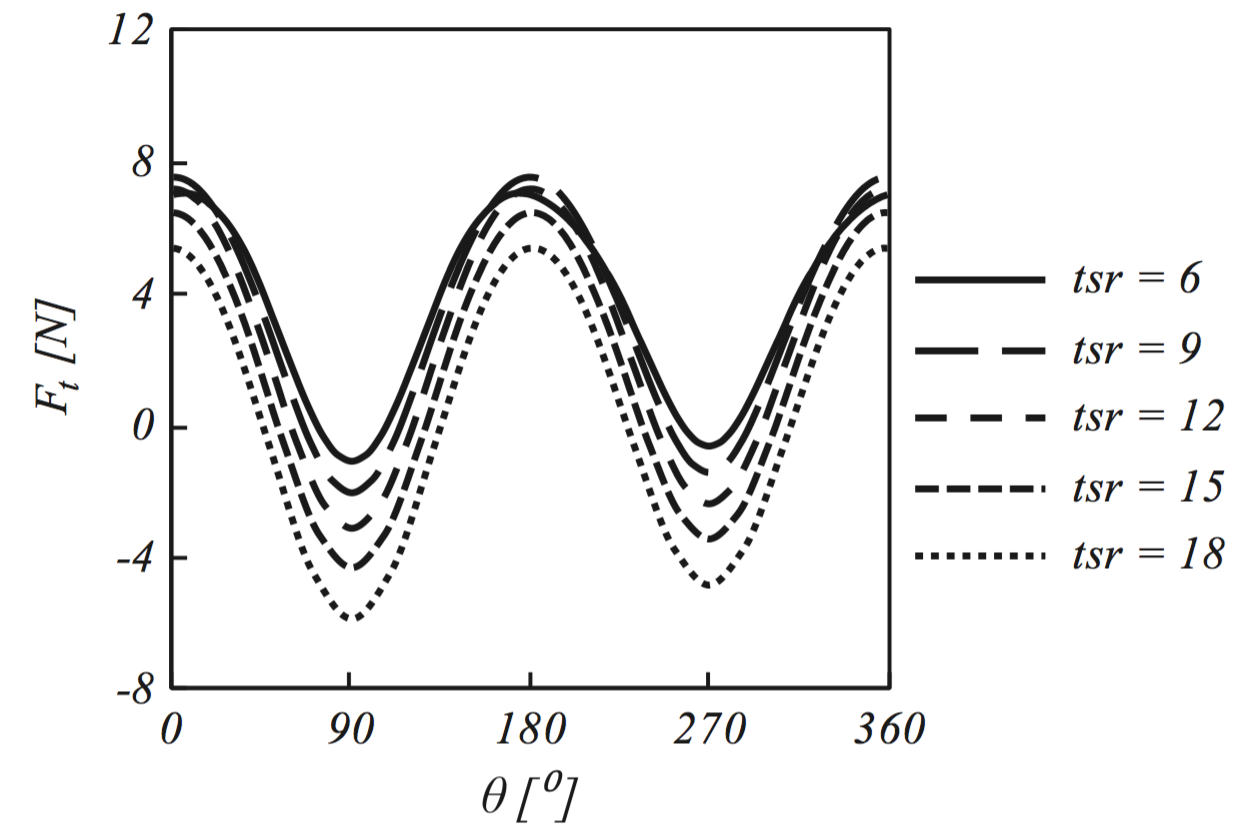 12
8
4
0
-4
-8
F_t [N]
0 90 180 270 360
θ [⁰]
tsr = 6
tsr = 9
tsr = 12
tsr = 15
tsr = 18